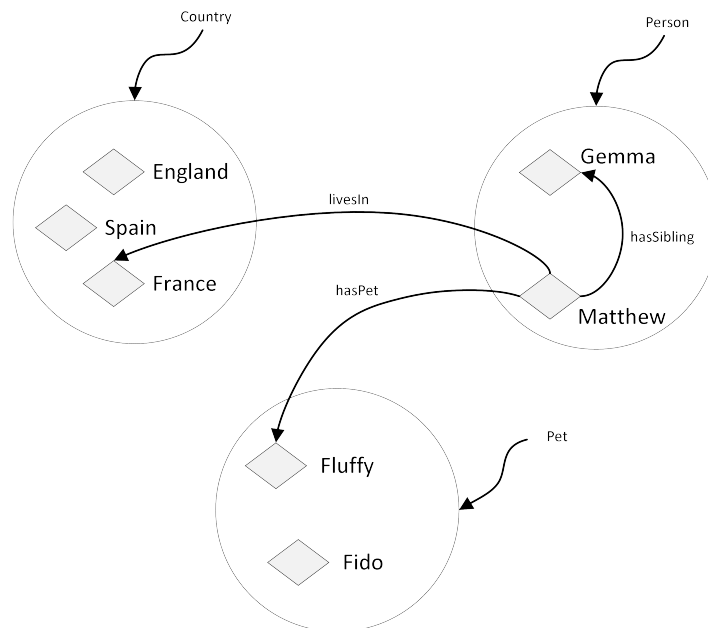 Country
Person
Gemma
England
livesIn
Spain
hasSibling
France
hasPet
Matthew
Pet
Fluffy
Fido